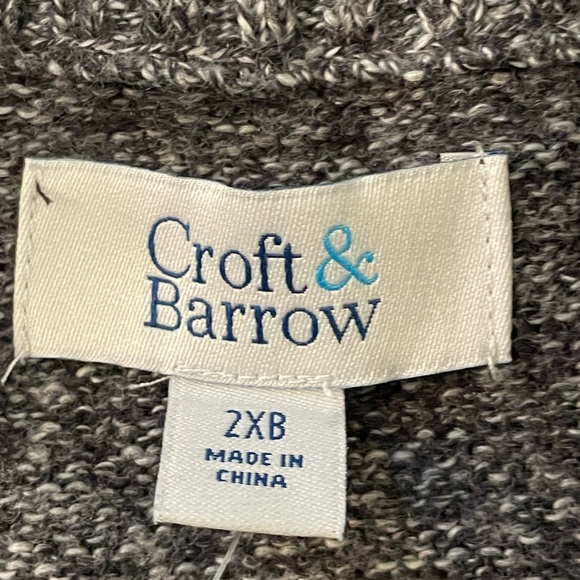 Croft &
Barrow
2XB
MADE IN
CHINA